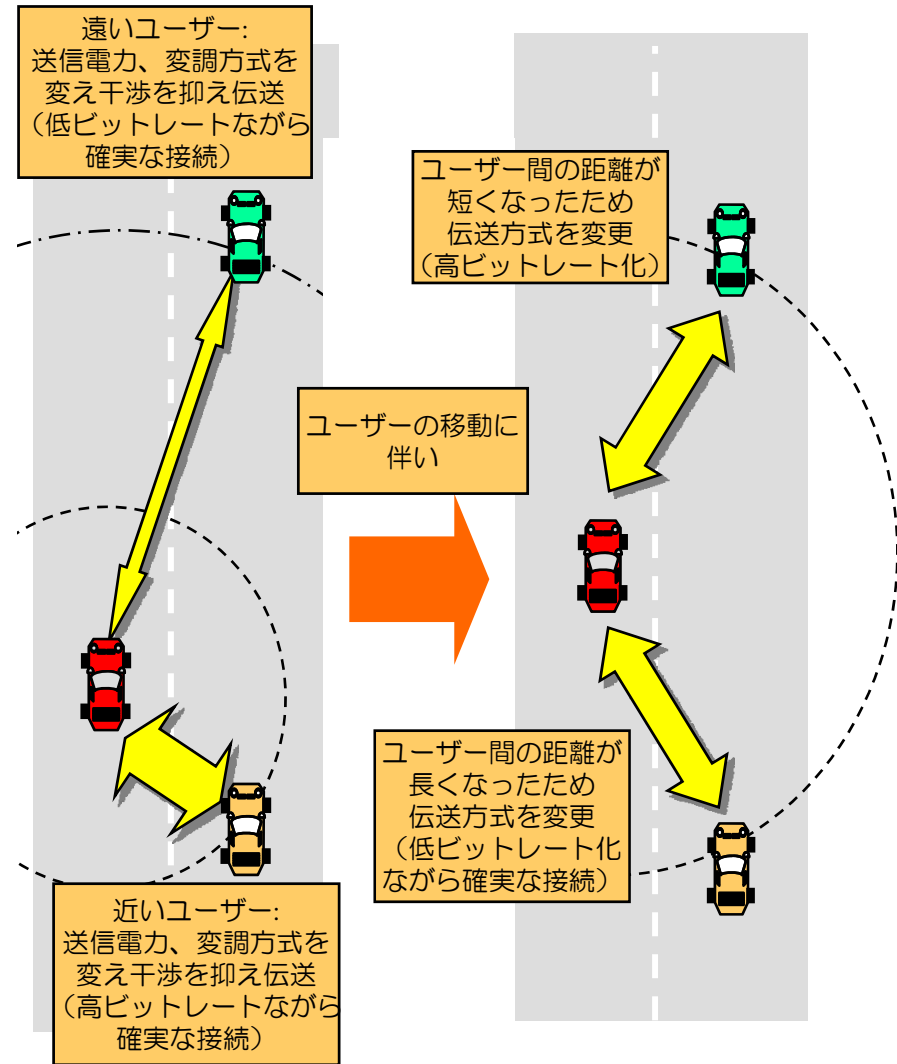 遠いユーザー:
送信電力、変調方式を
変え干渉を抑え伝送
（低ビットレートながら
確実な接続）
近いユーザー:
送信電力、変調方式を
変え干渉を抑え伝送
（高ビットレートながら
確実な接続）
ユーザーの移動に
伴い
ユーザー間の距離が
短くなったため
伝送方式を変更
（高ビットレート化）
ユーザー間の距離が
長くなったため
伝送方式を変更
（低ビットレート化
ながら確実な接続）